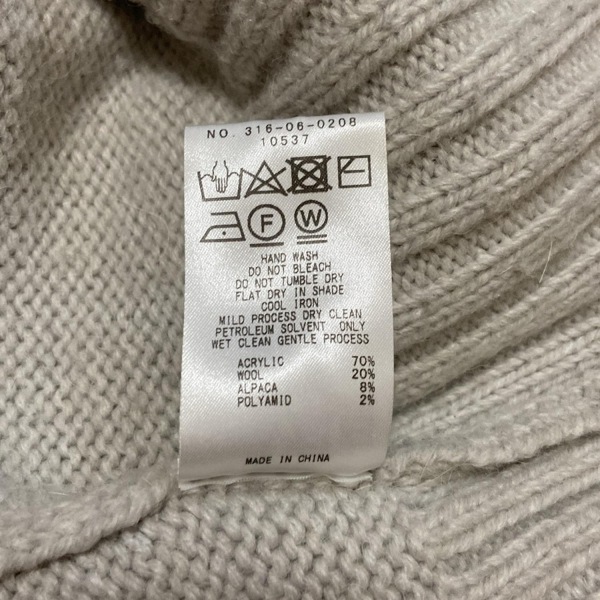 NO. 316-06-0208
10537
F W
HAND WASH
DO NOT BLEACH
DO NOT TUMBLE DRY
FLAT DRY IN SHADE
COOL IRON
MILD PROCESS DRY CLEAN
PETROLEUM SOLVENT ONLY
WET CLEAN GENTLE PROCESS
ACRYLIC 70%
WOOL 20%
ALPACA 8%
POLYAMID 2%
MADE IN CHINA